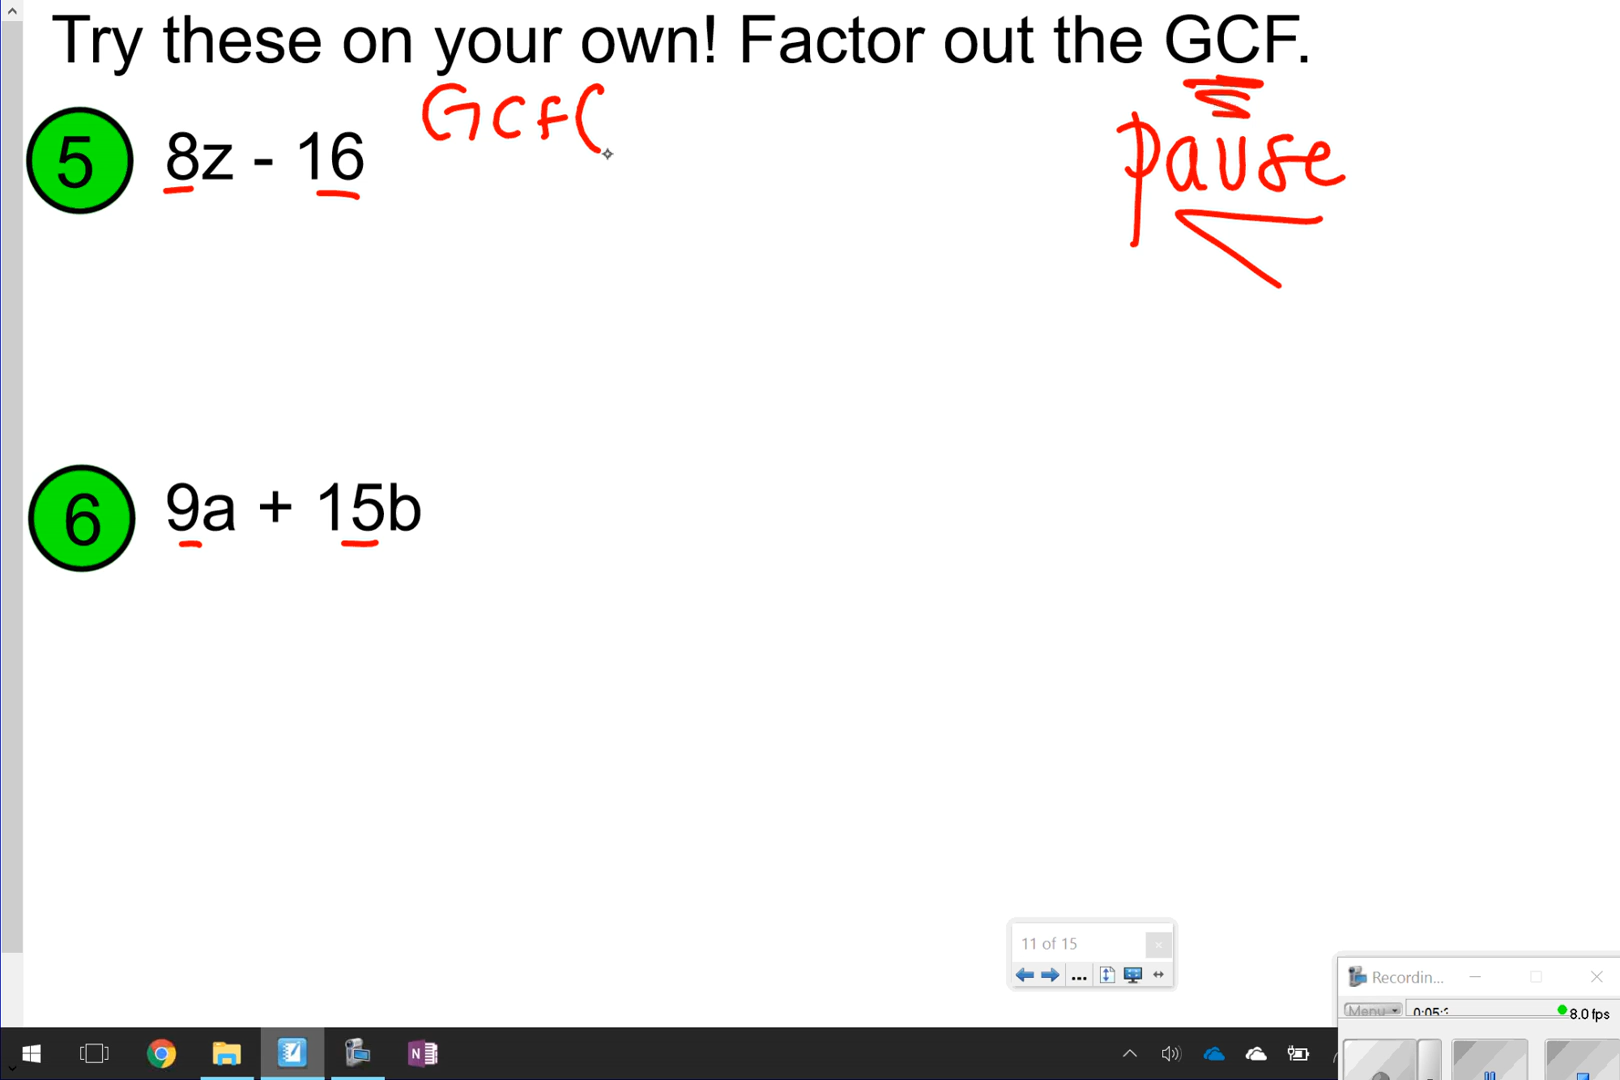 Try these on your own! Factor out the GCF.
GCF(
5 8z - 16
pause
6 9a + 15b
11 of 15
...
Recordin...
Menu
8.0 fps
N